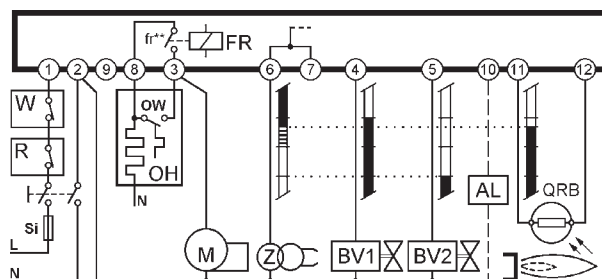 fr** FR
1 2 9 8 3 6 7 4 5 10 11 12
W
OW
R
OH
AL
QRB
N
Si
M
Z
BV1
BV2
L
N